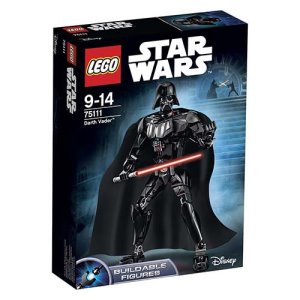 LEGO
STAR
WARS
9-14
75111
Darth Vader
BUILDABLE
FIGURES
Disney